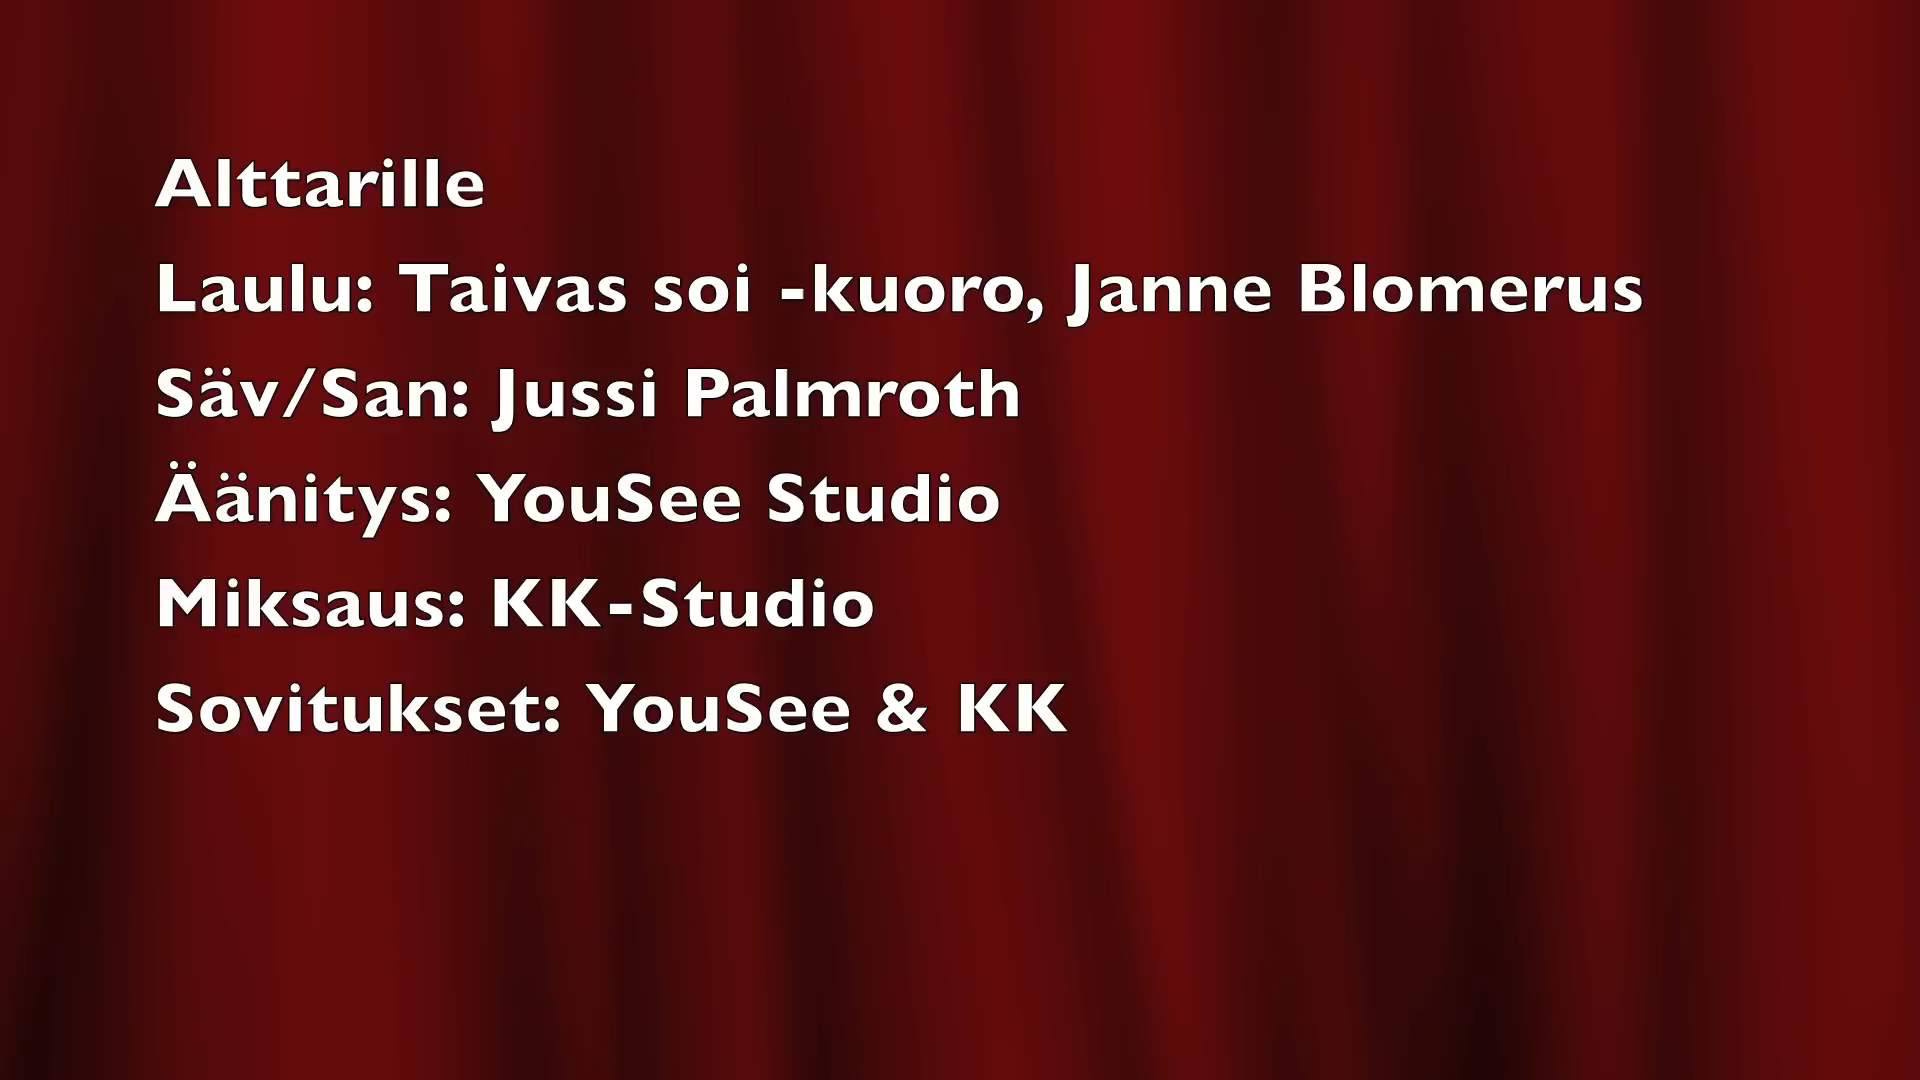 Alttarille
Laulu: Taivas soi -kuoro, Janne Blomerus
Säv/San: Jussi Palmroth
Äänitys: YouSee Studio
Miksaus: KK-Studio
Sovitukset: YouSee & KK